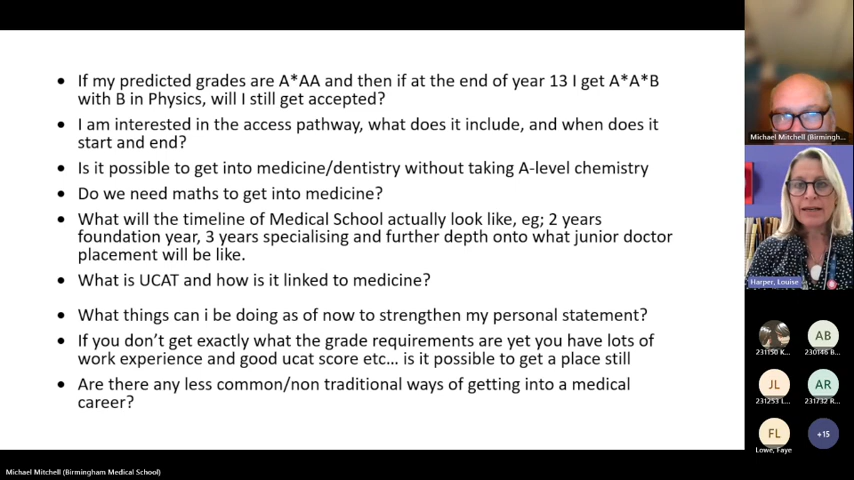 If my predicted grades are A*AA and then if at the end of year 13 I get A*A*B
with B in Physics, will I still get accepted?
I am interested in the access pathway, what does it include, and when does it
start and end?
Is it possible to get into medicine/dentistry without taking A-level chemistry
Do we need maths to get into medicine?
What will the timeline of Medical School actually look like, eg; 2 years
foundation year, 3 years specialising and further depth onto what junior doctor
placement will be like.
What is UCAT and how is it linked to medicine?
What things can i be doing as of now to strengthen my personal statement?
If you don't get exactly what the grade requirements are yet you have lots of
work experience and good ucat score etc... is it possible to get a place still
Are there any less common/non traditional ways of getting into a medical
career?
Michael Mitchell (Birmingh...
Harper, Louise
AB
231150 K...
230146 B...
JL
AR
231253 L...
231732 R...
FL
+15
Lowe, Faye
Michael Mitchell (Birmingham Medical School)